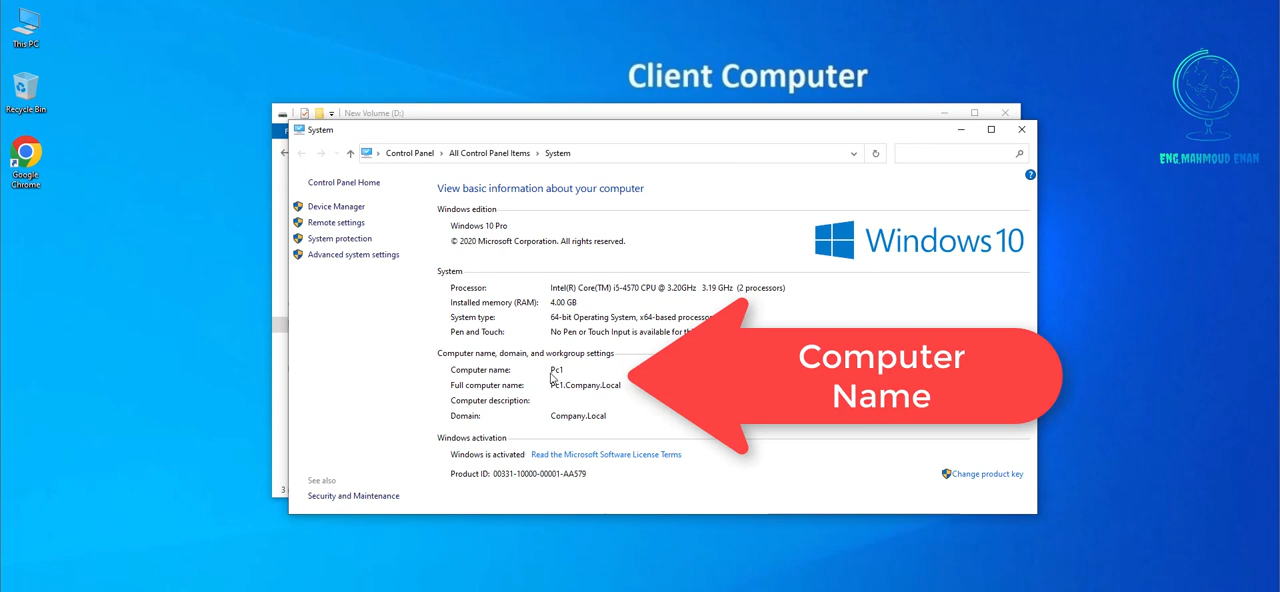 This PC
Recycle Bin
Google
Chrome
Client Computer
ENG.MAHMOUD ENAN
New Volume (D:)
System
Control Panel › All Control Panel Items › System
Control Panel Home
Device Manager
Remote settings
System protection
Advanced system settings
See also
Security and Maintenance
View basic information about your computer
Windows edition
Windows 10 Pro
© 2020 Microsoft Corporation. All rights reserved.
Windows 10
System
Processor: Intel(R) Core(TM) i5-4570 CPU @ 3.20GHz 3.19 GHz (2 processors)
Installed memory (RAM): 4.00 GB
System type: 64-bit Operating System, x64-based processor
Pen and Touch: No Pen or Touch Input is available for
Computer name, domain, and workgroup settings
Computer name: Pc1
Full computer name: Pc1.Company.Local
Computer description:
Domain: Company.Local
Computer
Name
Windows activation
Windows is activated Read the Microsoft Software License Terms
Product ID: 00331-10000-00001-AA579
Change product key
3